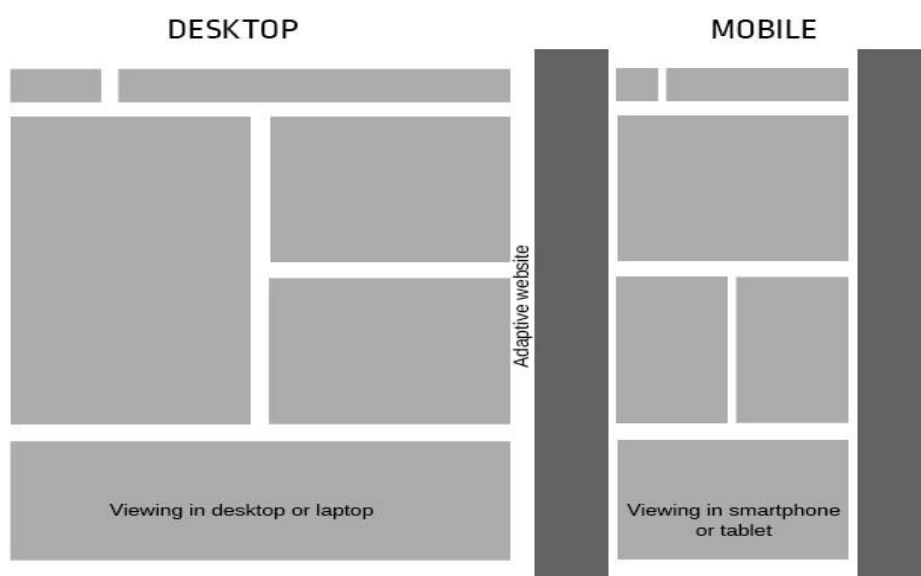 DESKTOP
MOBILE
Adaptive website
Viewing in desktop or laptop
Viewing in smartphone
or tablet